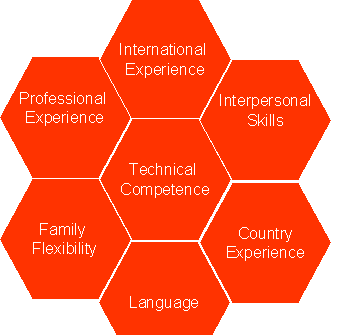 International
Experience
Professional
Experience
Interpersonal
Skills
Technical
Competence
Family
Flexibility
Country
Experience
Language